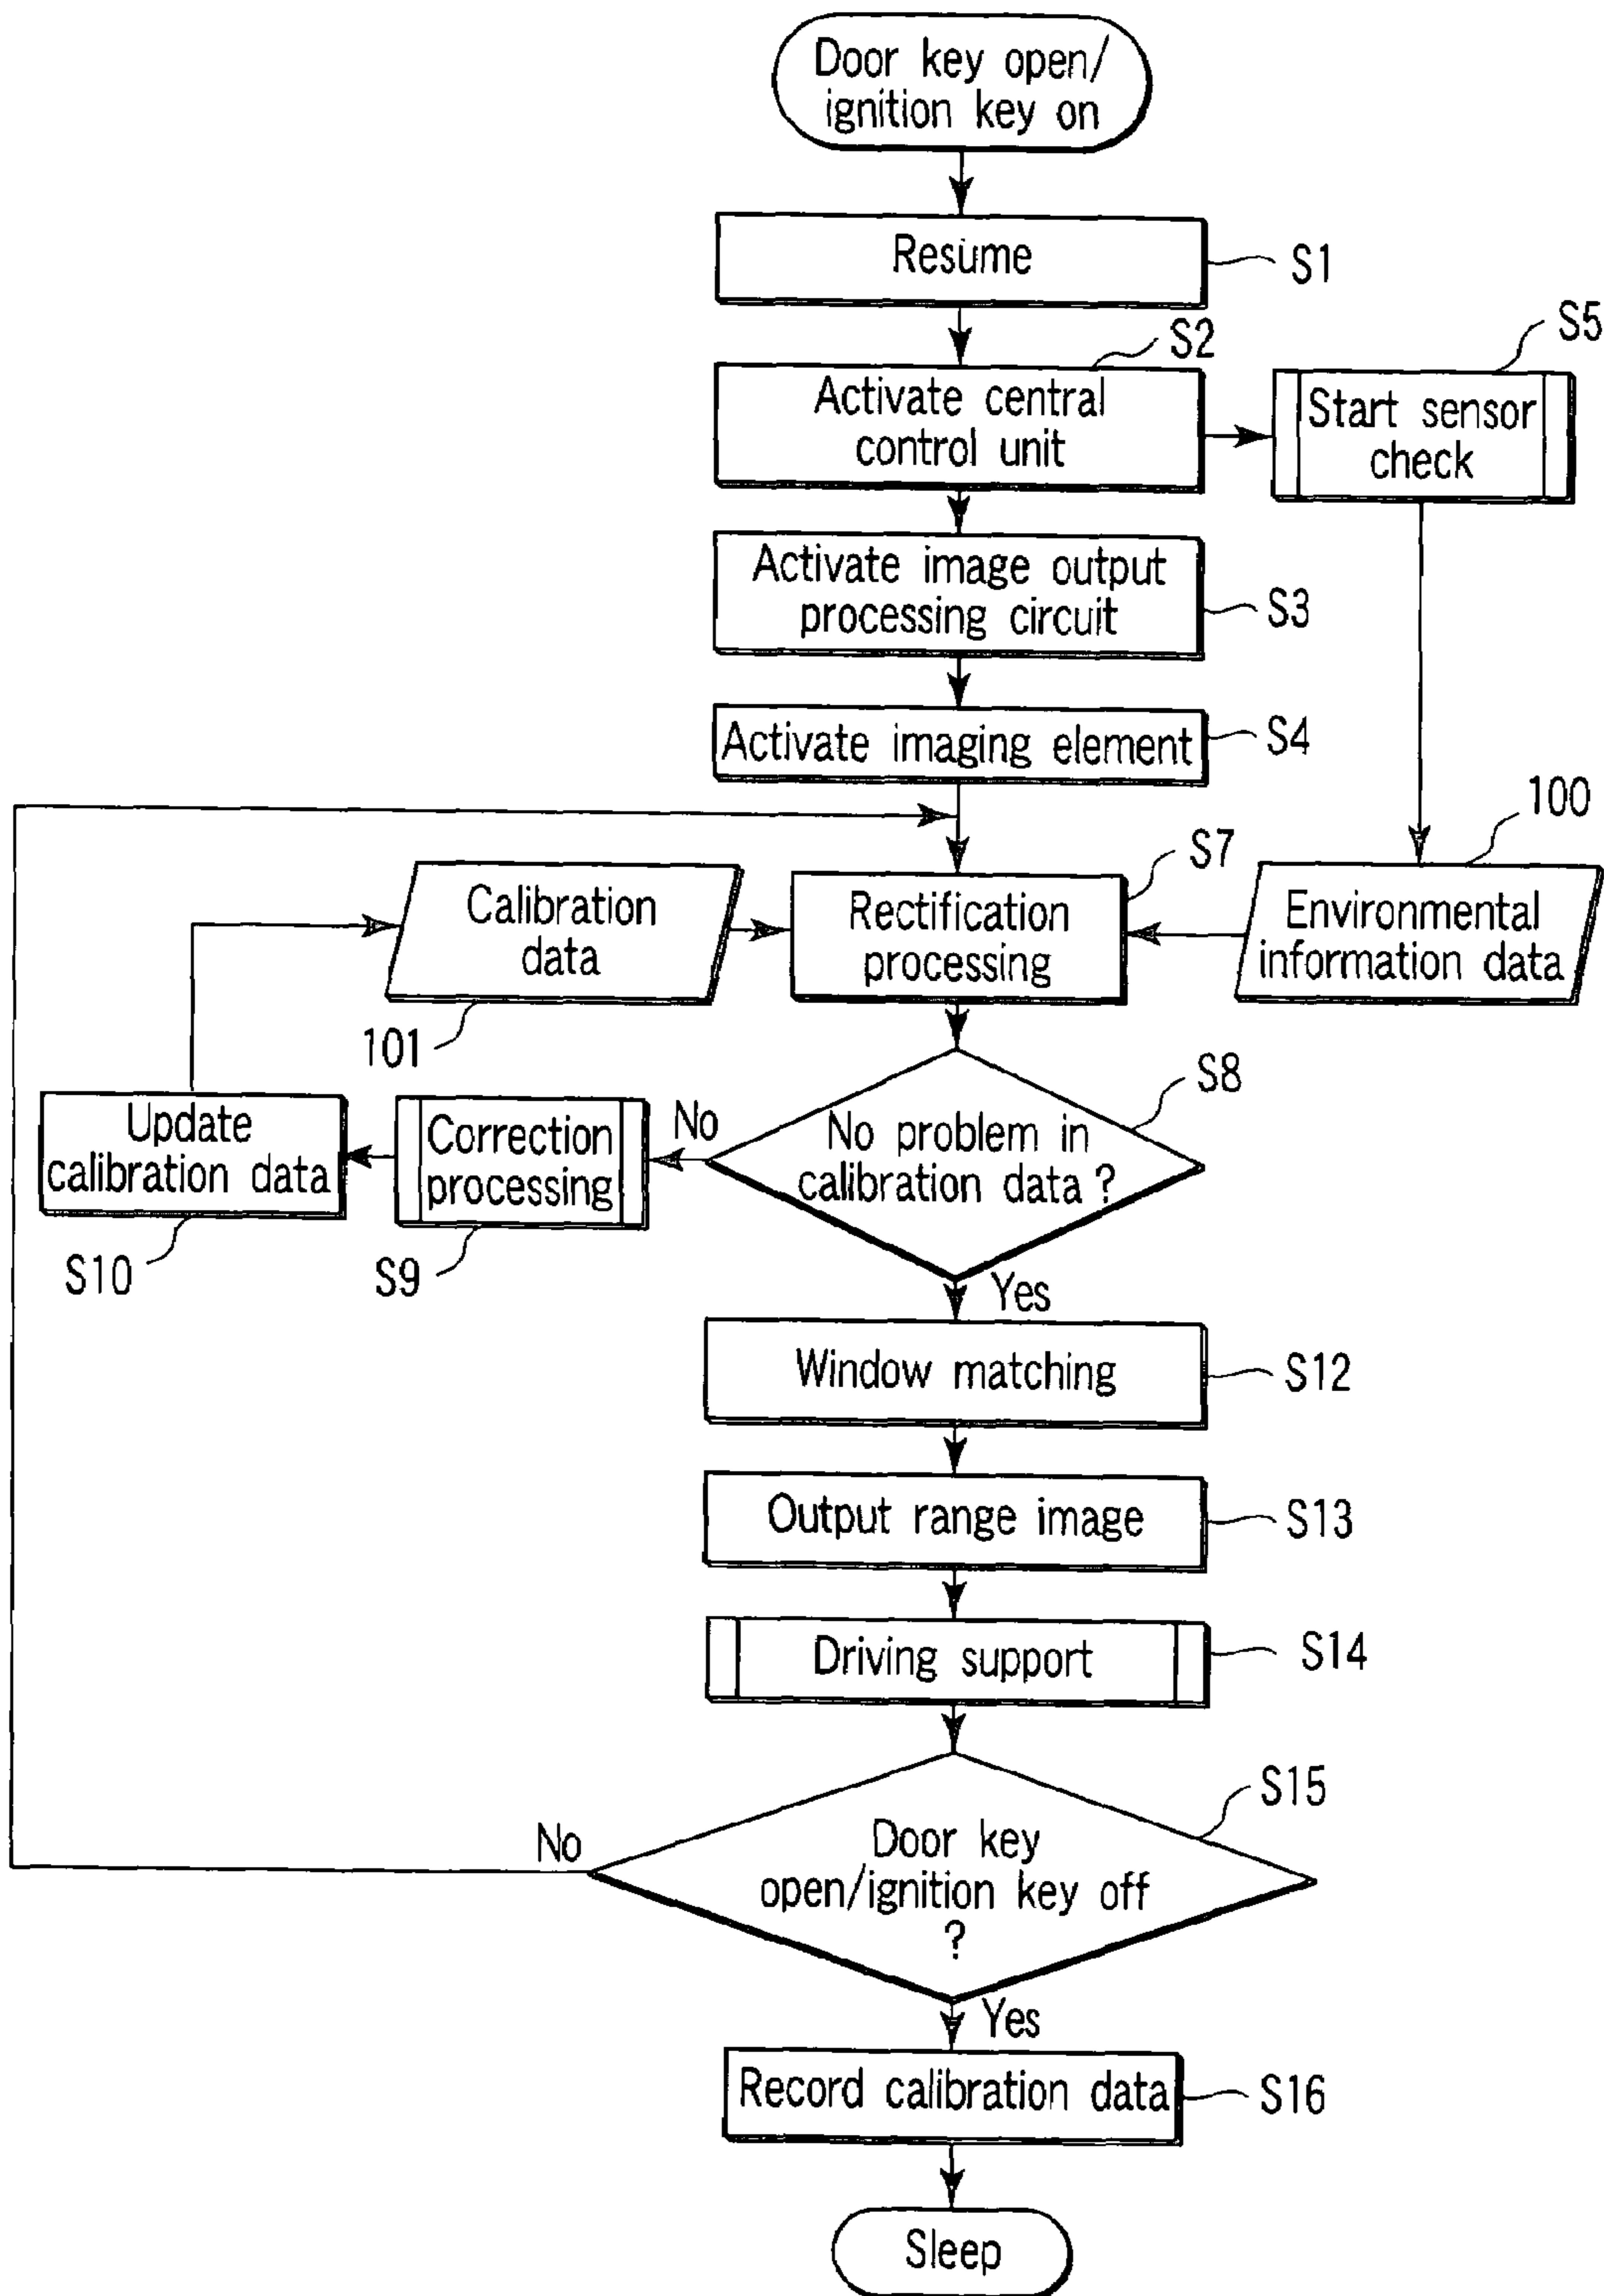 Door key open/
ignition key on
Resume
S1
S2
S5
Activate central
control unit
Start sensor
check
Activate image output
processing circuit
S3
Activate imaging element
S4
100
S7
Calibration
data
Rectification
processing
Environmental
information data
101
S8
Update
calibration data
Correction
processing
No
No problem in
calibration data ?
S10
S9
Yes
Window matching
S12
Output range image
S13
Driving support
S14
S15
No
Door key
open/ignition key off
?
Yes
Record calibration data
S16
Sleep